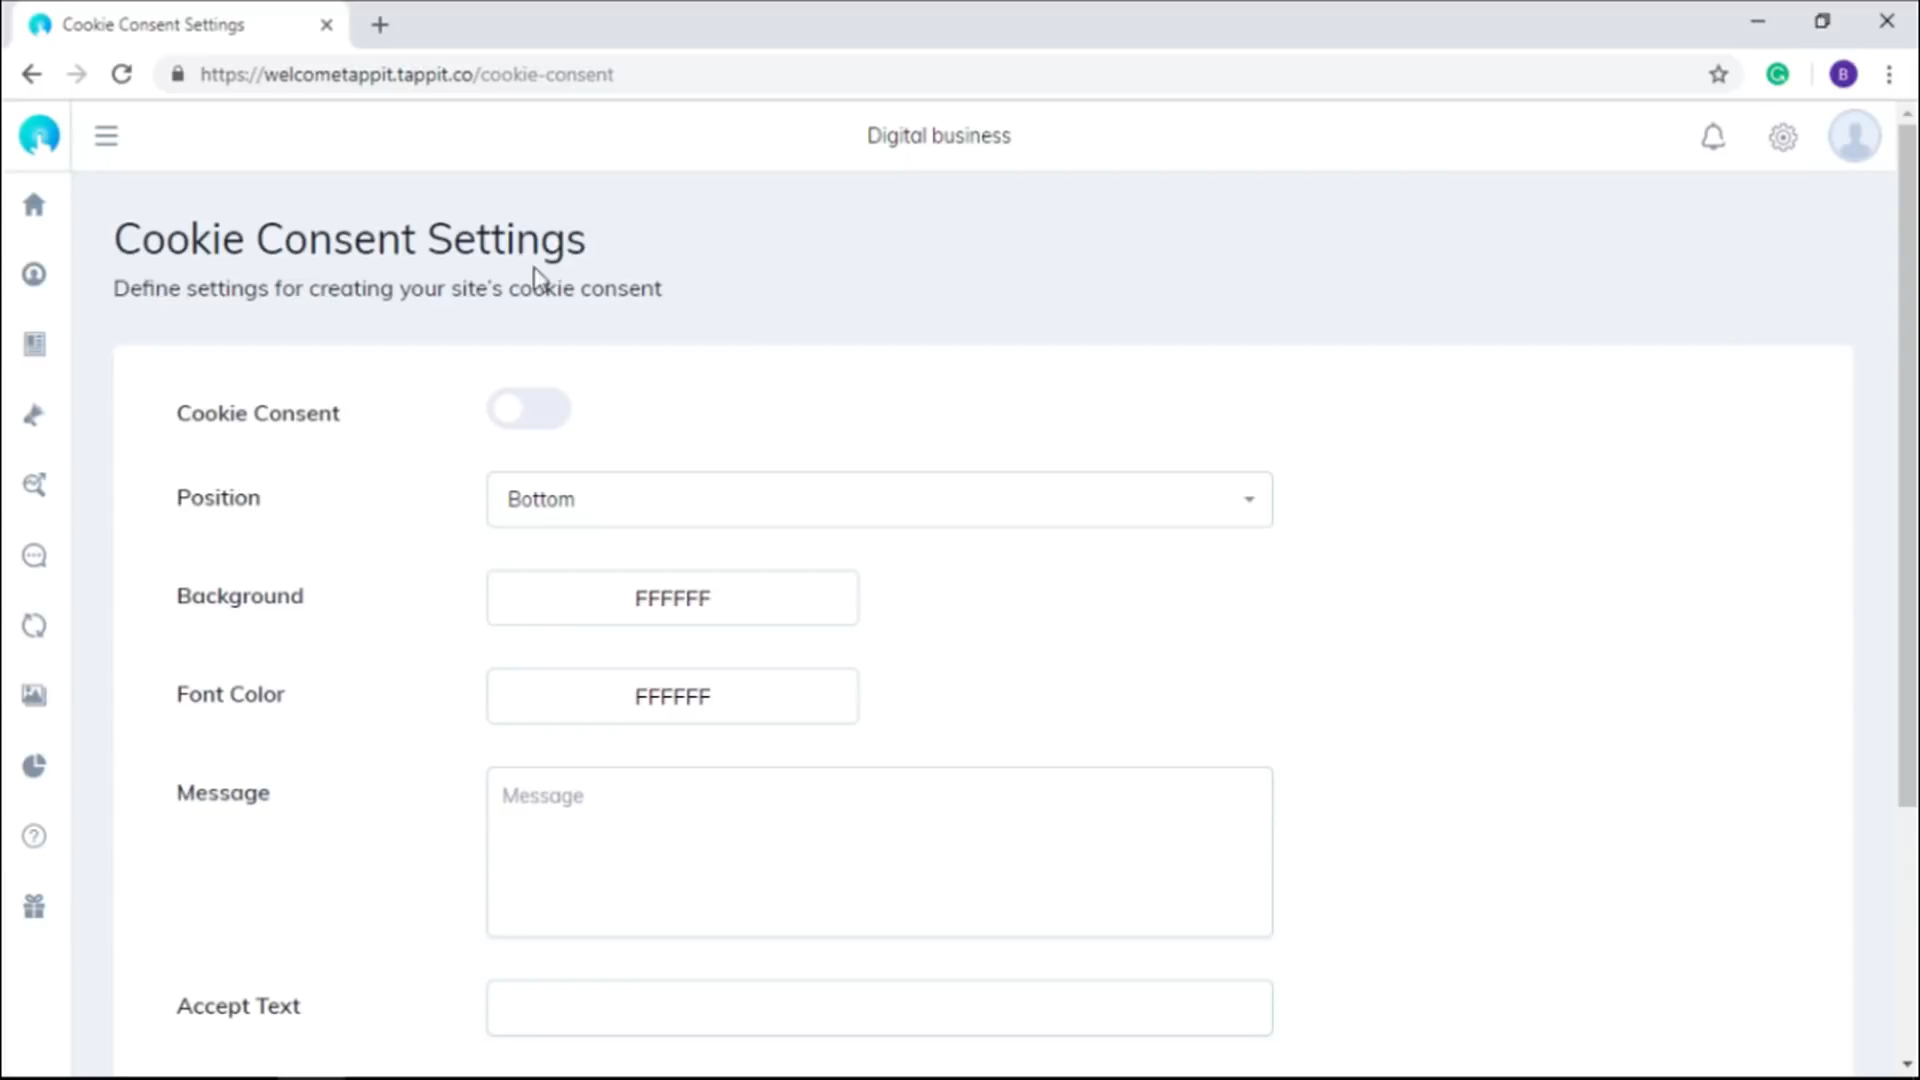 Cookie Consent Settings
https://welcometappit.tappit.co/cookie-consent
B
Digital business
Cookie Consent Settings
Define settings for creating your site's cookie consent
Cookie Consent
Position
Bottom
Background
FFFFFF
Font Color
FFFFFF
Message
Message
Accept Text